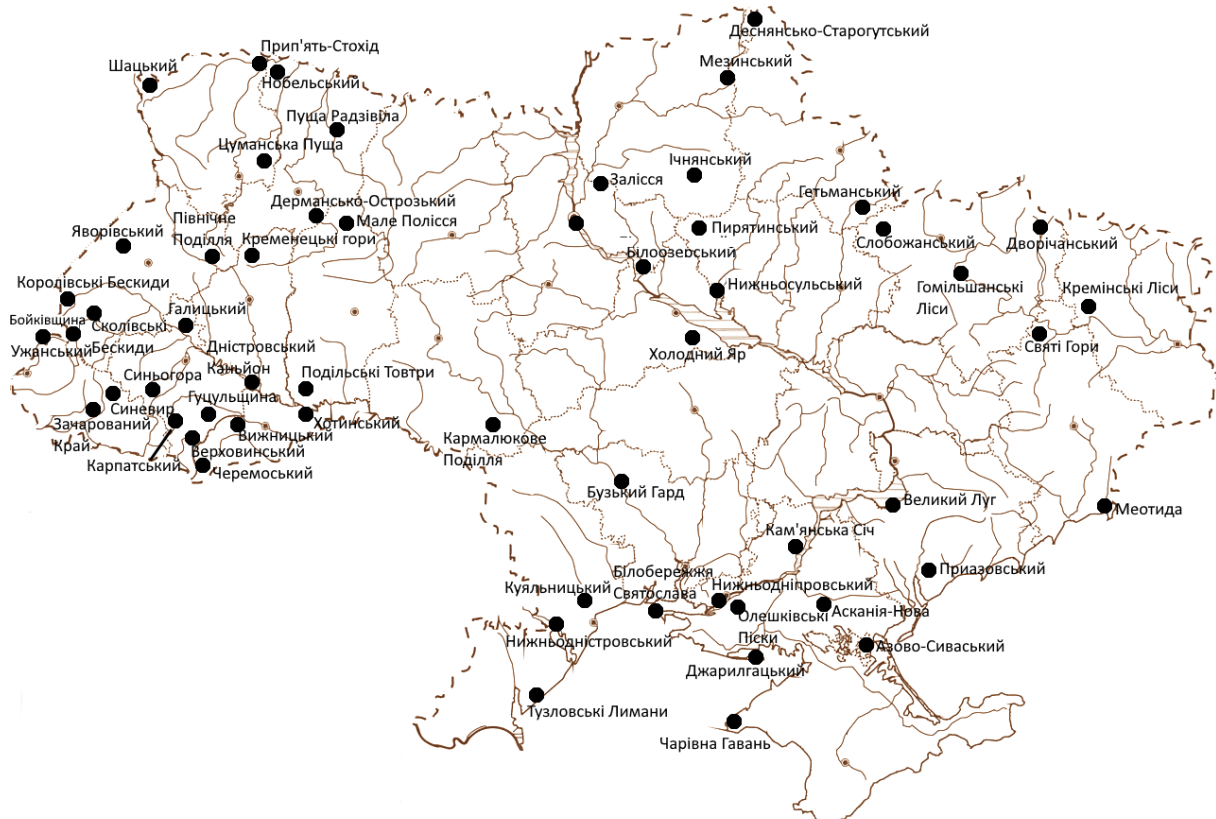 Деснянсько-Старогутський
Прип'ять-Стохід
Мезинський
Шацький
Нобельський
Пуща Радзівіла
Цуманська Пуща
Ічнянський
Залісся
Гетьманський
Дермансько-Острозький
Північне
Поділля
Мале Полісся
Яворівський
Кременецькі гори
Пирятинський
Слобожанський
Дворічанський
Білоозерський
Королівські Бескиди
Нижньосульський
Гомільшанські
Ліси
Кремінські Ліси
Галицький
Бойківщина
Сколівські
Бескиди
Ужанський
Дністровський
Каньйон
Холодний Яр
Святі Гори
Синьогора
Подільські Товтри
Гуцульщина
Синевир
Зачарований
Край
Хотинський
Вижницький
Кармалюкове
Поділля
Верховинський
Карпатський
Черемоський
Бузький Гард
Великий Луг
Меотида
Кам'янська Січ
Білобережжя
Святослава
Приазовський
Куяльницький
Нижньодніпровський
Олешківські
Піски
Асканія-Нова
Нижньодністровський
Азово-Сиваський
Джарилгацький
Тузловські Лимани
Чарівна Гавань